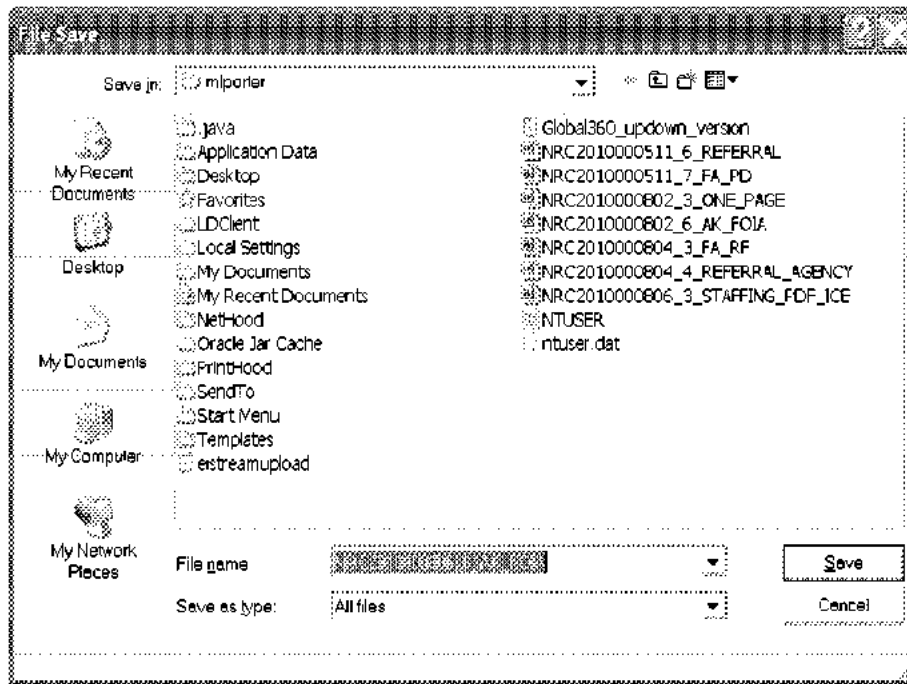 File Save
Save in: mlporter
My Recent Documents
Desktop
My Documents
My Computer
My Network Places
.java
Application Data
Desktop
Favorites
LDClient
Local Settings
My Documents
My Recent Documents
NetHood
Oracle Jar Cache
PrintHood
SendTo
Start Menu
Templates
eistreamupload
Global360_updown_version
NRC2010000511_6_REFERRAL
NRC2010000511_7_FA_PD
NRC2010000802_3_ONE_PAGE
NRC2010000802_6_AK_FOIA
NRC2010000804_3_FA_RF
NRC2010000804_4_REFERRAL_AGENCY
NRC2010000806_3_STAFFING_PDF_ICE
NTUSER
ntuser.dat
File name
Save
Save as type: All files
Cancel